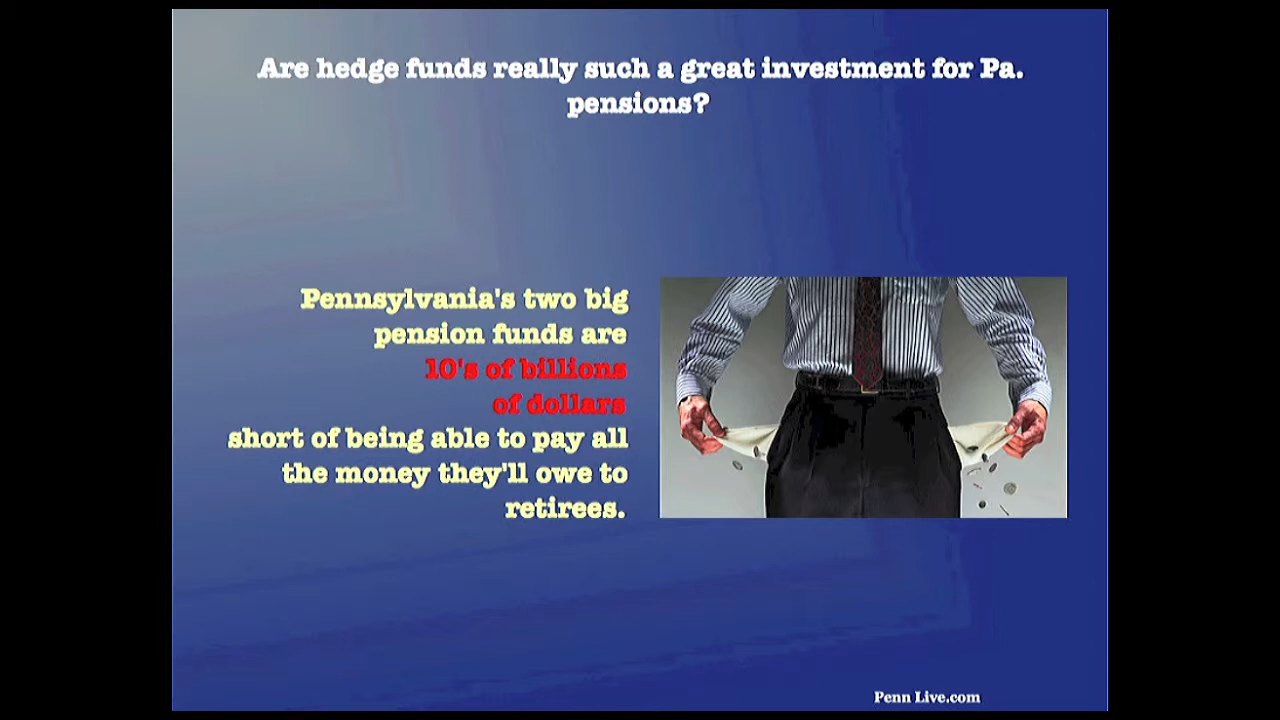 Are hedge funds really such a great investment for Pa.
pensions?
Pennsylvania's two big
pension funds are
10's of billions
of dollars
short of being able to pay all
the money they'll owe to
retirees.
Penn Live.com